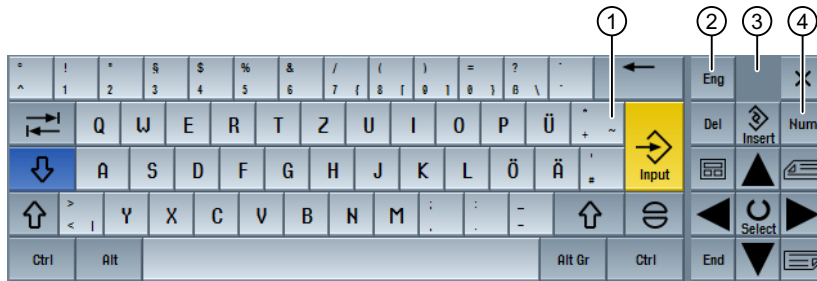 1 2 3 4
° ! " § $ % & / ( ) = ? ` Eng
^ 1 2 3 4 5 6 7 { 8 [ 9 ] 0 } ß \ ´
Q W E R T Z U I O P Ü * + ~ Del Insert Num
A S D F G H J K L Ö Ä ' # Input
> < | Y X C V B N M ; , : . _ - Select
Ctrl Alt Alt Gr Ctrl End